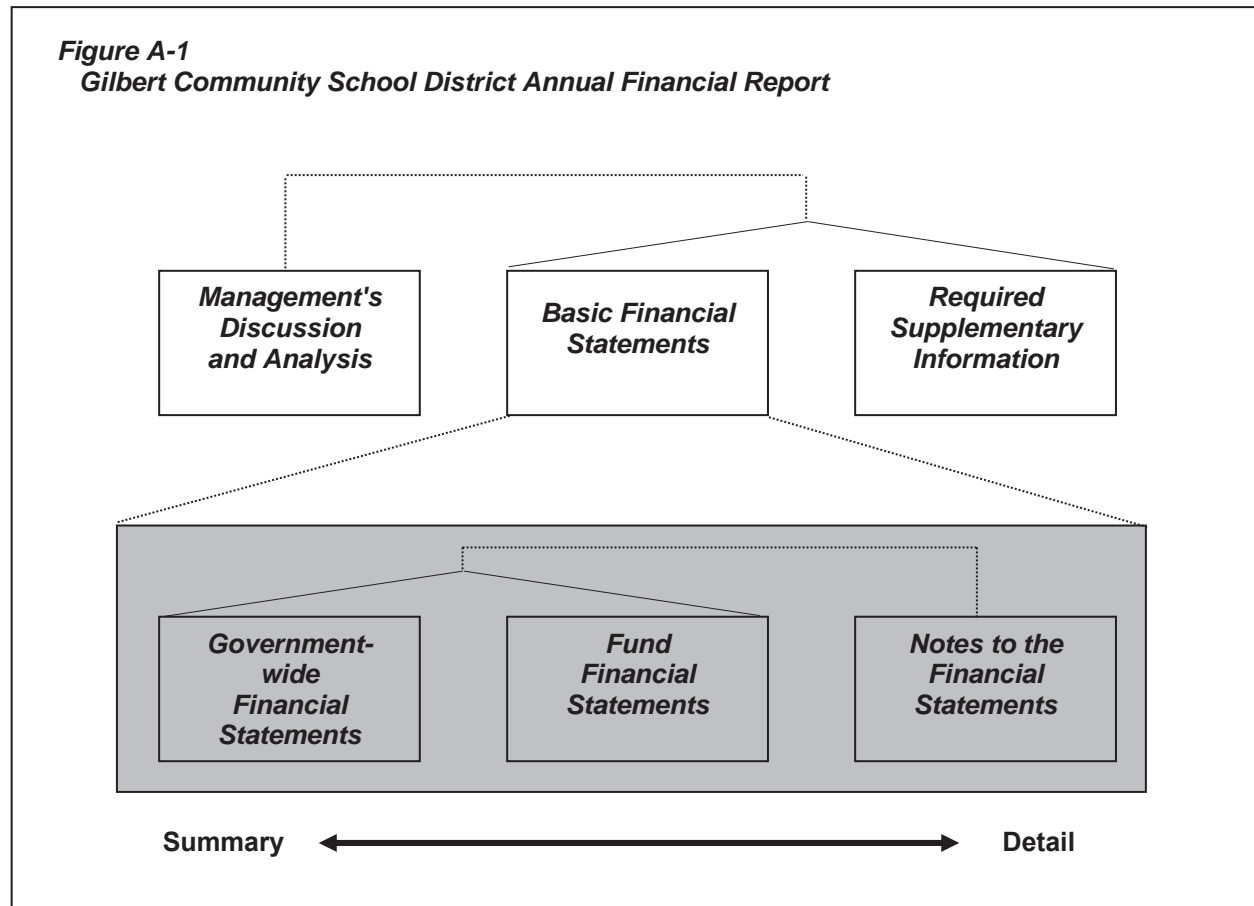 Figure A-1
Gilbert Community School District Annual Financial Report
Management's
Discussion
and Analysis
Basic Financial
Statements
Required
Supplementary
Information
Government-
wide
Financial
Statements
Fund
Financial
Statements
Notes to the
Financial
Statements
Summary
Detail